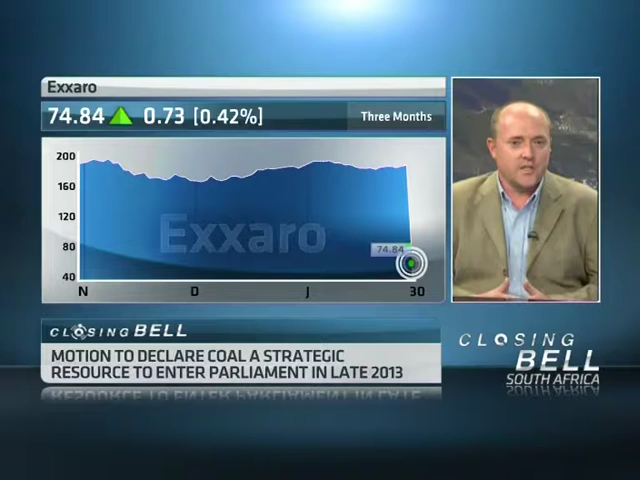 Exxaro
74.84 0.73 [0.42%] Three Months
200
160
120
80
40
Exxaro
74.84
N D J 30
CLOSING BELL
MOTION TO DECLARE COAL A STRATEGIC
RESOURCE TO ENTER PARLIAMENT IN LATE 2013
CLOSING
BELL
SOUTH AFRICA